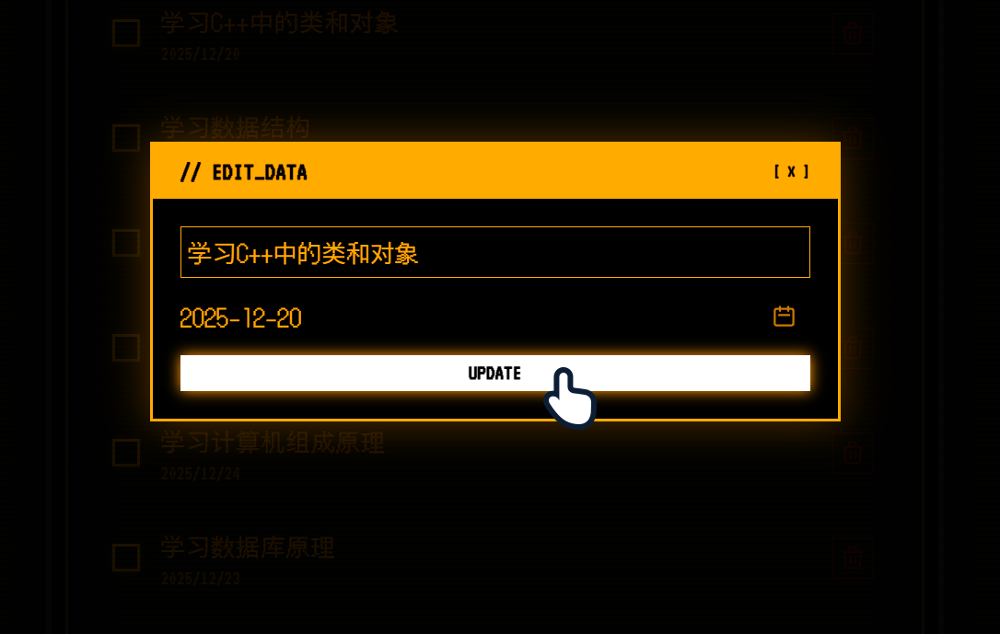 学习C++中的类和对象
2025/12/20
学习数据结构
// EDIT_DATA
[ X ]
学习C++中的类和对象
2025-12-20
UPDATE
学习计算机组成原理
2025/12/24
学习数据库原理
2025/12/23